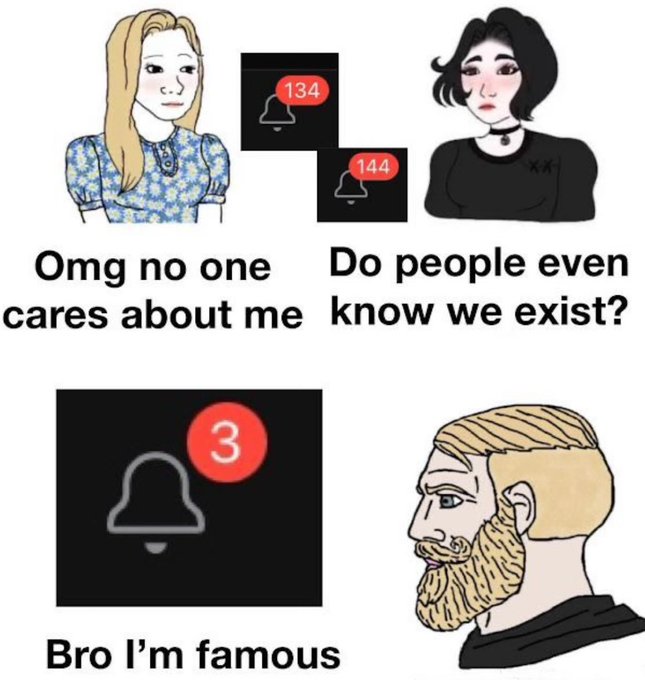 134
144
Omg no one
cares about me
Do people even
know we exist?
3
Bro I'm famous